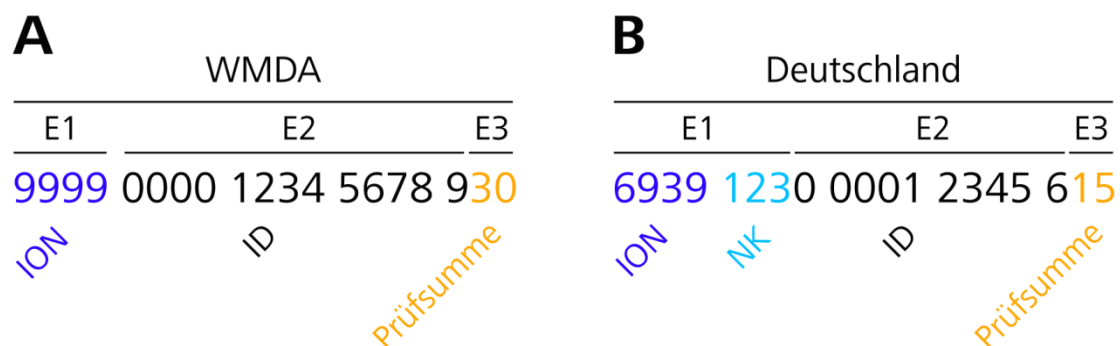 A
WMDA
E1 E2 E3
9999 0000 1234 5678 930
ION ID Prüfsumme
B
Deutschland
E1 E2 E3
6939 1230 0001 2345 615
ION NK ID Prüfsumme